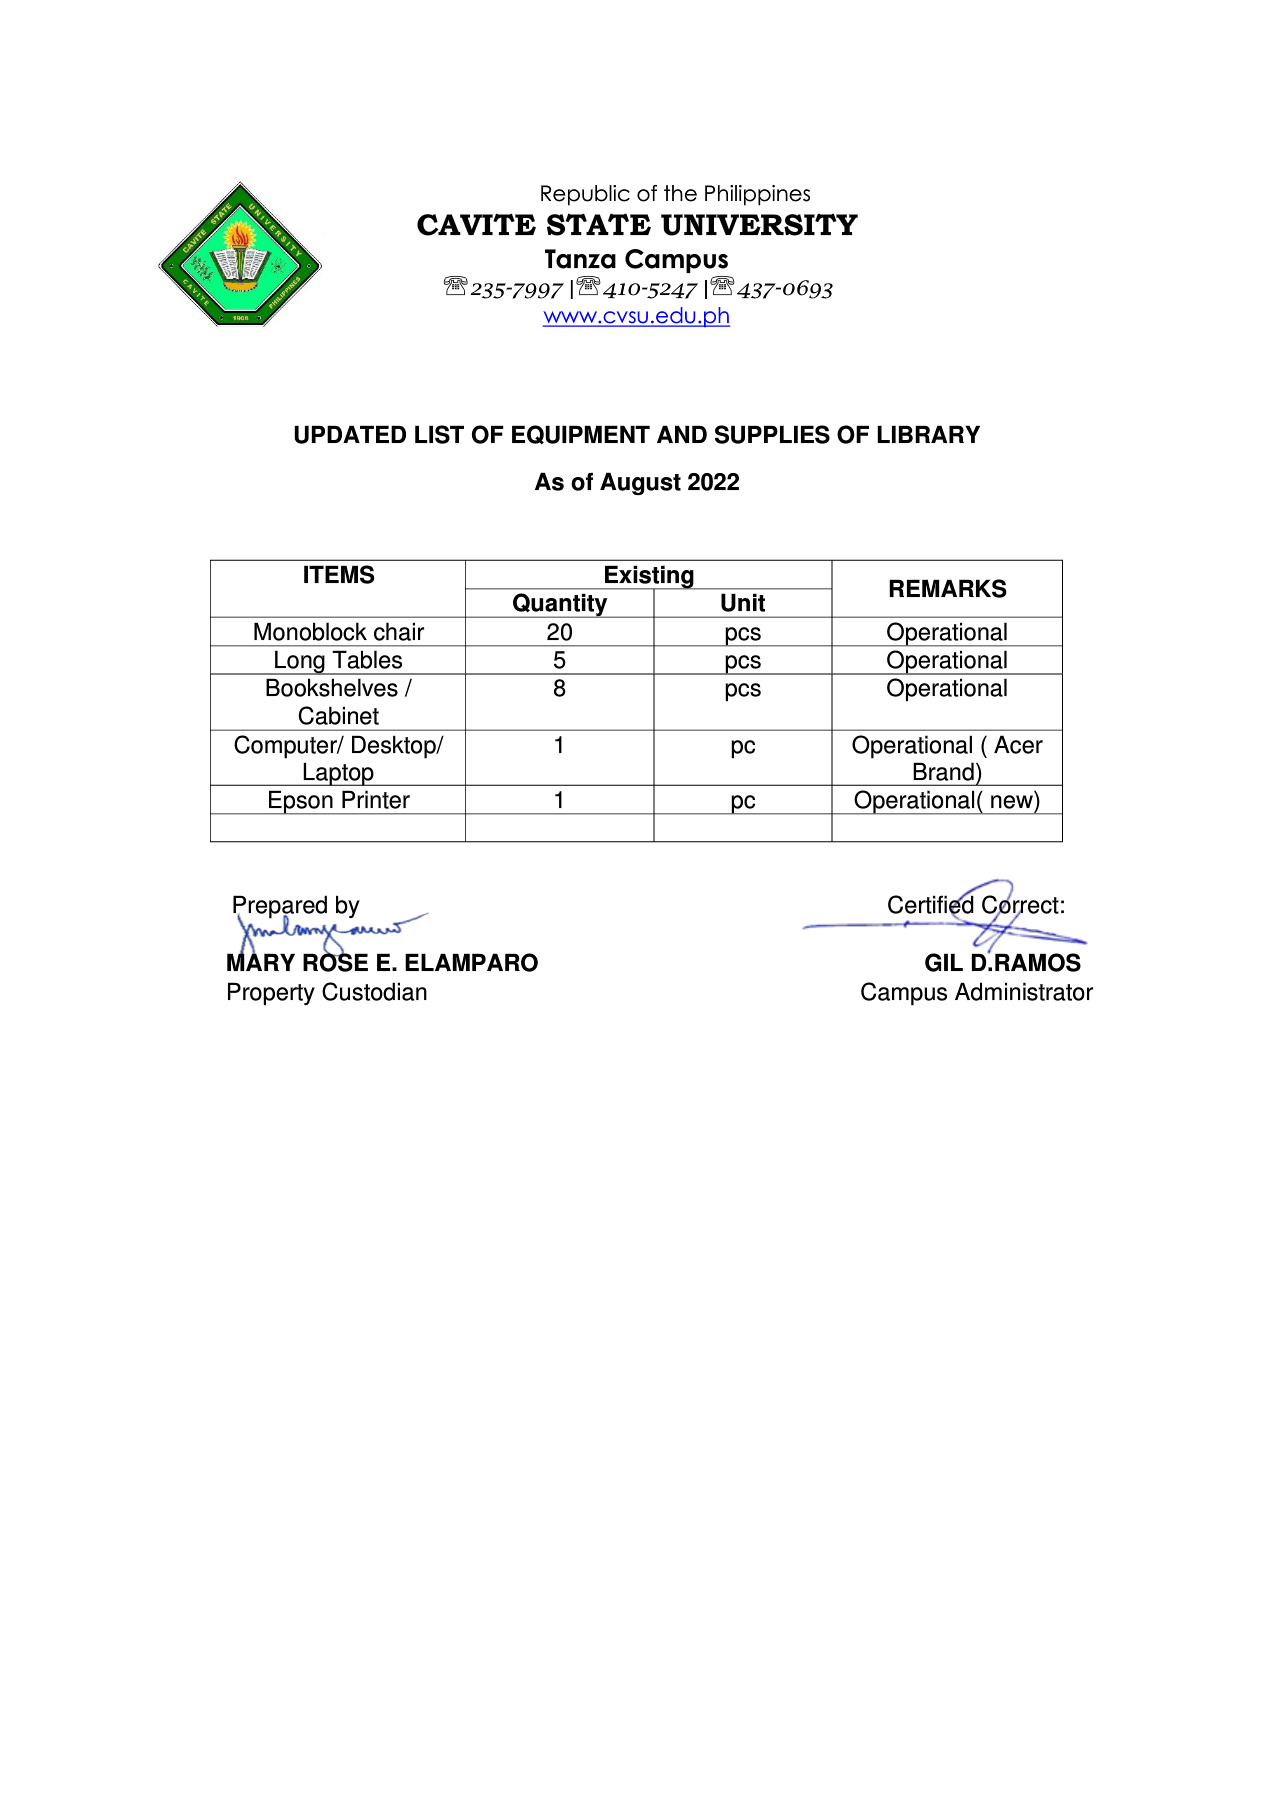 Republic of the Philippines
CAVITE STATE UNIVERSITY
Tanza Campus
☏235-7997 |☏410-5247 |☏437-0693
www.cvsu.edu.ph
CAVITE STATE UNIVERSITY
CAVITE 1906 PHILIPPINES
UPDATED LIST OF EQUIPMENT AND SUPPLIES OF LIBRARY
As of August 2022
ITEMS Existing REMARKS
Quantity Unit
Monoblock chair 20 pcs Operational
Long Tables 5 pcs Operational
Bookshelves / 8 pcs Operational
Cabinet
Computer/ Desktop/ 1 pc Operational ( Acer
Laptop Brand)
Epson Printer 1 pc Operational( new)
Prepared by Certified Correct:
MARY ROSE E. ELAMPARO GIL D.RAMOS
Property Custodian Campus Administrator